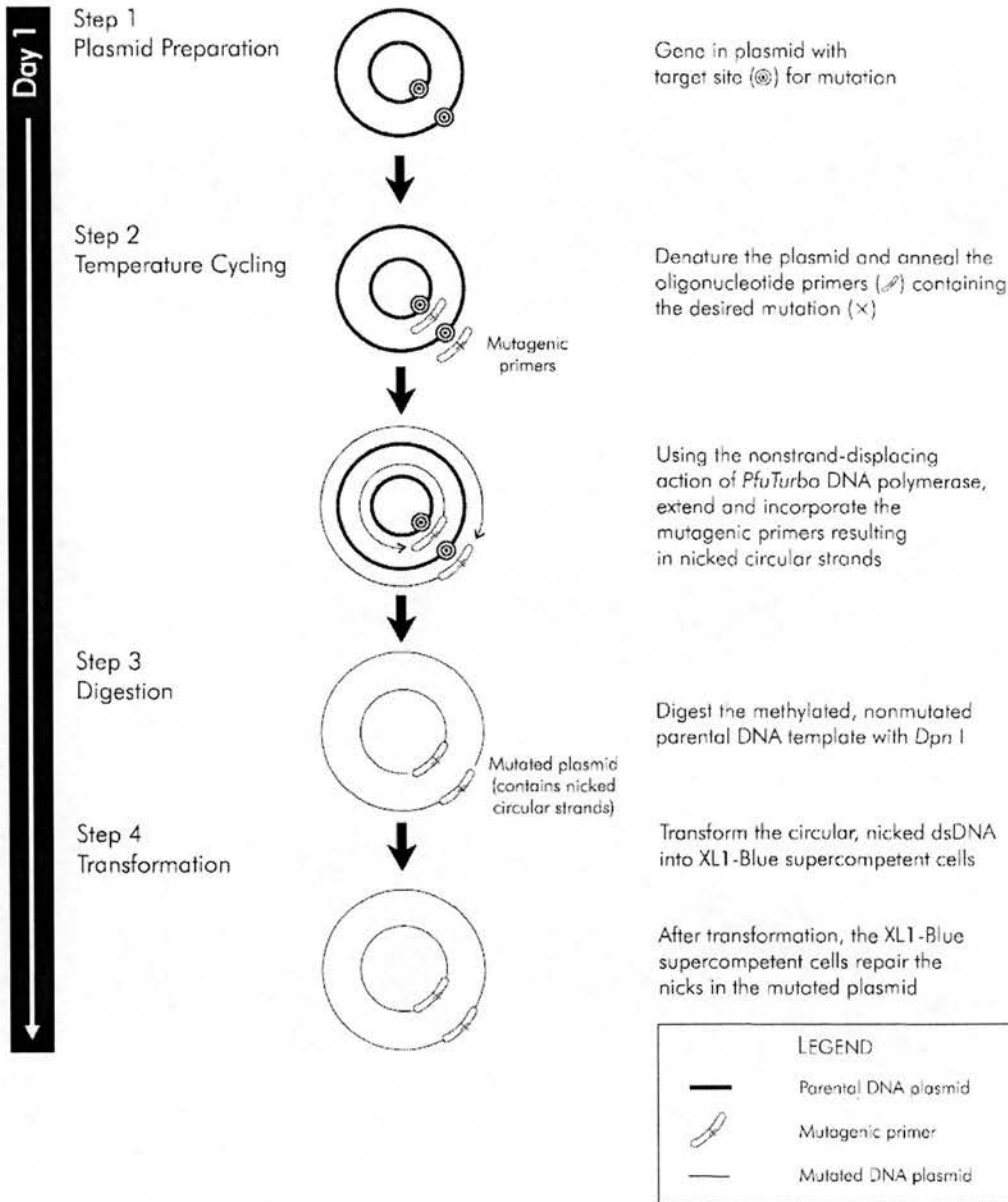 Day 1
Step 1
Plasmid Preparation
Gene in plasmid with
target site (◎) for mutation
Step 2
Temperature Cycling
Denature the plasmid and anneal the
oligonucleotide primers () containing
the desired mutation (×)
Mutagenic
primers
Using the nonstrand-displacing
action of PfuTurbo DNA polymerase,
extend and incorporate the
mutagenic primers resulting
in nicked circular strands
Step 3
Digestion
Digest the methylated, nonmutated
parental DNA template with Dpn I
Mutated plasmid
(contains nicked
circular strands)
Step 4
Transformation
Transform the circular, nicked dsDNA
into XL1-Blue supercompetent cells
After transformation, the XL1-Blue
supercompetent cells repair the
nicks in the mutated plasmid
LEGEND
Parental DNA plasmid
Mutagenic primer
Mutated DNA plasmid